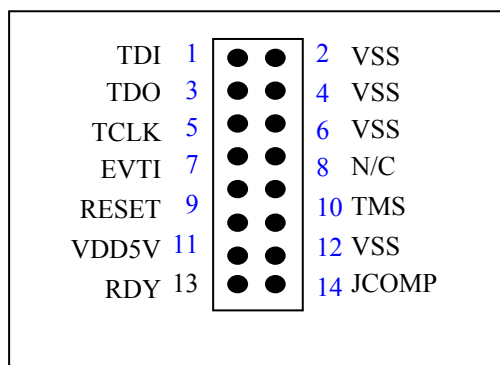 TDI 1 2 VSS
TDO 3 4 VSS
TCLK 5 6 VSS
EVTI 7 8 N/C
RESET 9 10 TMS
VDD5V 11 12 VSS
RDY 13 14 JCOMP